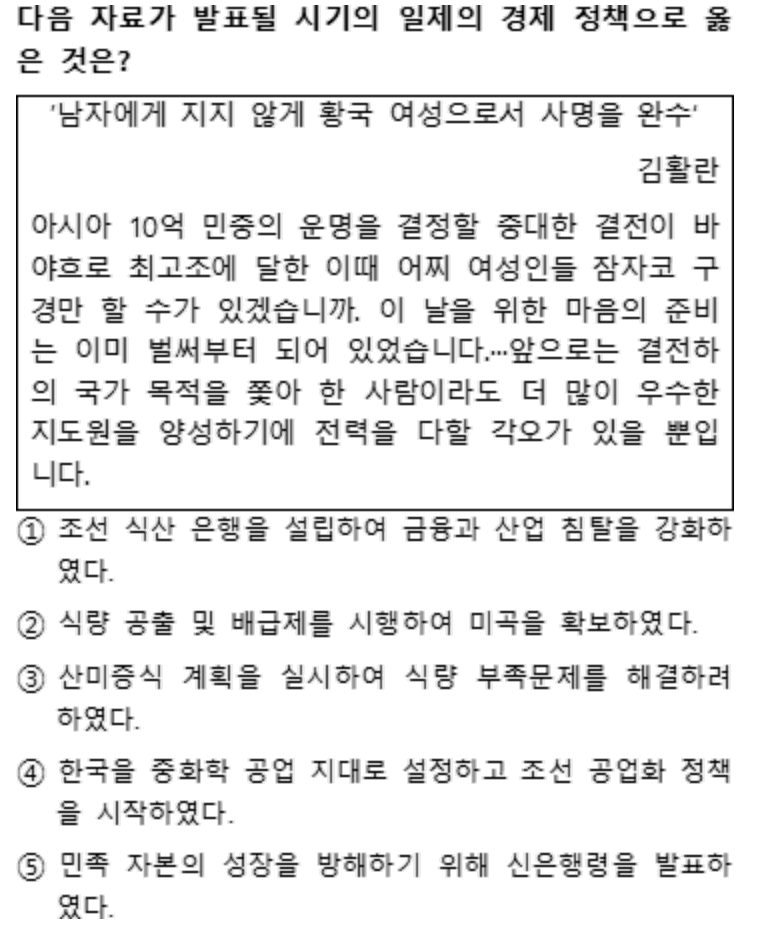 다음 자료가 발표될 시기의 일제의 경제 정책으로 옳
은 것은?
'남자에게 지지 않게 황국 여성으로서 사명을 완수'
김활란
아시아 10억 민중의 운명을 결정할 중대한 결전이 바
야흐로 최고조에 달한 이때 어찌 여성인들 잠자코 구
경만 할 수가 있겠습니까. 이 날을 위한 마음의 준비
는 이미 벌써부터 되어 있었습니다.…앞으로는 결전하
의 국가 목적을 쫓아 한 사람이라도 더 많이 우수한
지도원을 양성하기에 전력을 다할 각오가 있을 뿐입
니다.
① 조선 식산 은행을 설립하여 금융과 산업 침탈을 강화하
였다.
② 식량 공출 및 배급제를 시행하여 미곡을 확보하였다.
③ 산미증식 계획을 실시하여 식량 부족문제를 해결하려
하였다.
④ 한국을 중화학 공업 지대로 설정하고 조선 공업화 정책
을 시작하였다.
⑤ 민족 자본의 성장을 방해하기 위해 신은행령을 발표하
였다.